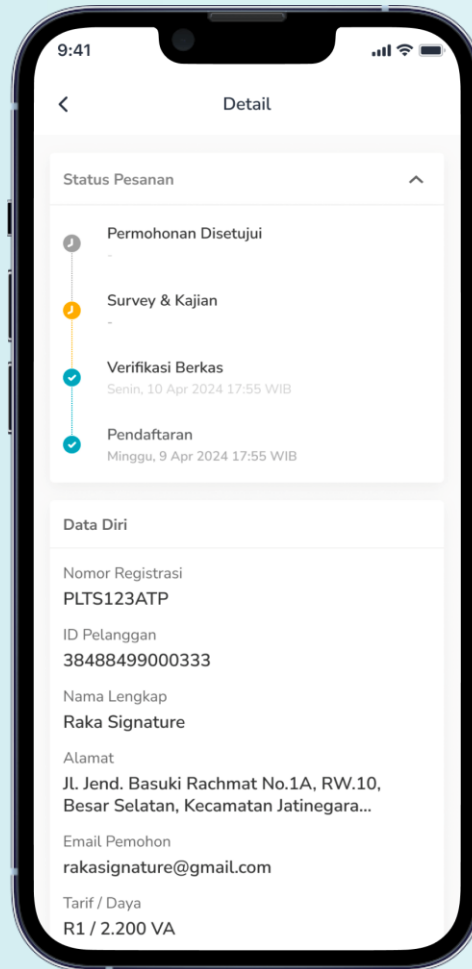 9:41
Detail
Status Pesanan
Permohonan Disetujui
-
Survey & Kajian
-
Verifikasi Berkas
Senin, 10 Apr 2024 17:55 WIB
Pendaftaran
Minggu, 9 Apr 2024 17:55 WIB
Data Diri
Nomor Registrasi
PLTS123ATP
ID Pelanggan
38488499000333
Nama Lengkap
Raka Signature
Alamat
Jl. Jend. Basuki Rachmat No.1A, RW.10,
Besar Selatan, Kecamatan Jatinegara...
Email Pemohon
rakasignature@gmail.com
Tarif / Daya
R1 / 2.200 VA